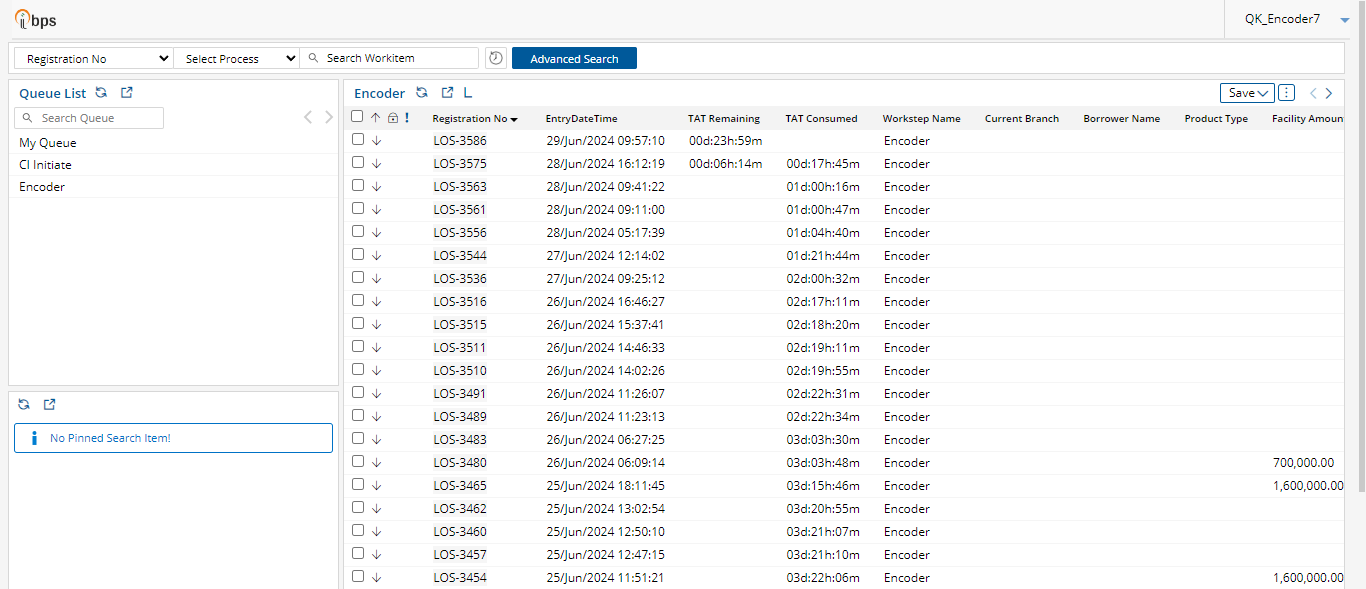 ibps
QK_Encoder7
Registration No Select Process Search Workitem Advanced Search
Queue List
Search Queue
My Queue
CI Initiate
Encoder
No Pinned Search Item!
Encoder Save
Registration No EntryDateTime TAT Remaining TAT Consumed Workstep Name Current Branch Borrower Name Product Type Facility Amoun
LOS-3586 29/Jun/2024 09:57:10 00d:23h:59m Encoder
LOS-3575 28/Jun/2024 16:12:19 00d:06h:14m 00d:17h:45m Encoder
LOS-3563 28/Jun/2024 09:41:22 01d:00h:16m Encoder
LOS-3561 28/Jun/2024 09:11:00 01d:00h:47m Encoder
LOS-3556 28/Jun/2024 05:17:39 01d:04h:40m Encoder
LOS-3544 27/Jun/2024 12:14:02 01d:21h:44m Encoder
LOS-3536 27/Jun/2024 09:25:12 02d:00h:32m Encoder
LOS-3516 26/Jun/2024 16:46:27 02d:17h:11m Encoder
LOS-3515 26/Jun/2024 15:37:41 02d:18h:20m Encoder
LOS-3511 26/Jun/2024 14:46:33 02d:19h:11m Encoder
LOS-3510 26/Jun/2024 14:02:26 02d:19h:55m Encoder
LOS-3491 26/Jun/2024 11:26:07 02d:22h:31m Encoder
LOS-3489 26/Jun/2024 11:23:13 02d:22h:34m Encoder
LOS-3483 26/Jun/2024 06:27:25 03d:03h:30m Encoder
LOS-3480 26/Jun/2024 06:09:14 03d:03h:48m Encoder 700,000.00
LOS-3465 25/Jun/2024 18:11:45 03d:15h:46m Encoder 1,600,000.00
LOS-3462 25/Jun/2024 13:02:54 03d:20h:55m Encoder
LOS-3460 25/Jun/2024 12:50:10 03d:21h:07m Encoder
LOS-3457 25/Jun/2024 12:47:15 03d:21h:10m Encoder
LOS-3454 25/Jun/2024 11:51:21 03d:22h:06m Encoder 1,600,000.00